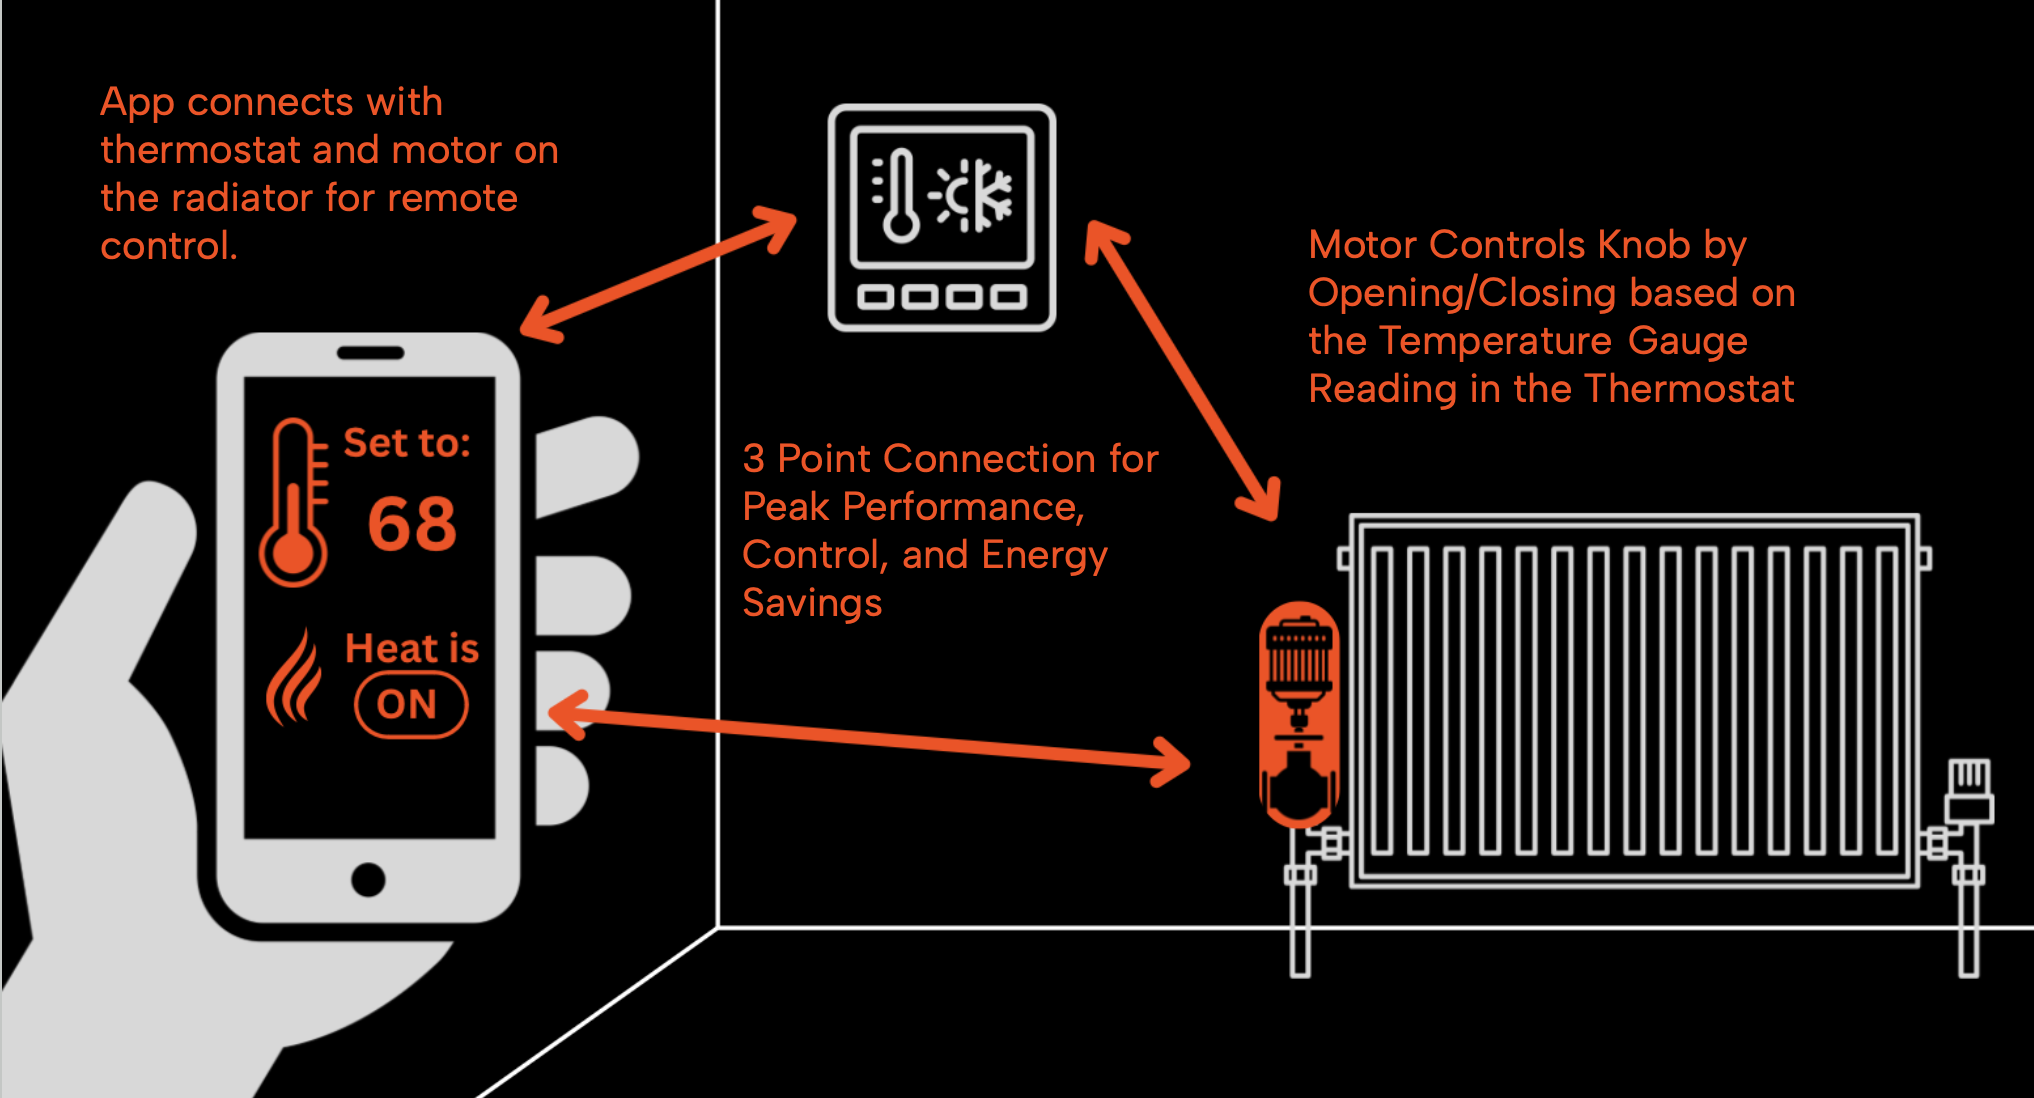 App connects with
thermostat and motor on
the radiator for remote
control.
Set to:
68
Heat is
ON
3 Point Connection for
Peak Performance,
Control, and Energy
Savings
Motor Controls Knob by
Opening/Closing based on
the Temperature Gauge
Reading in the Thermostat